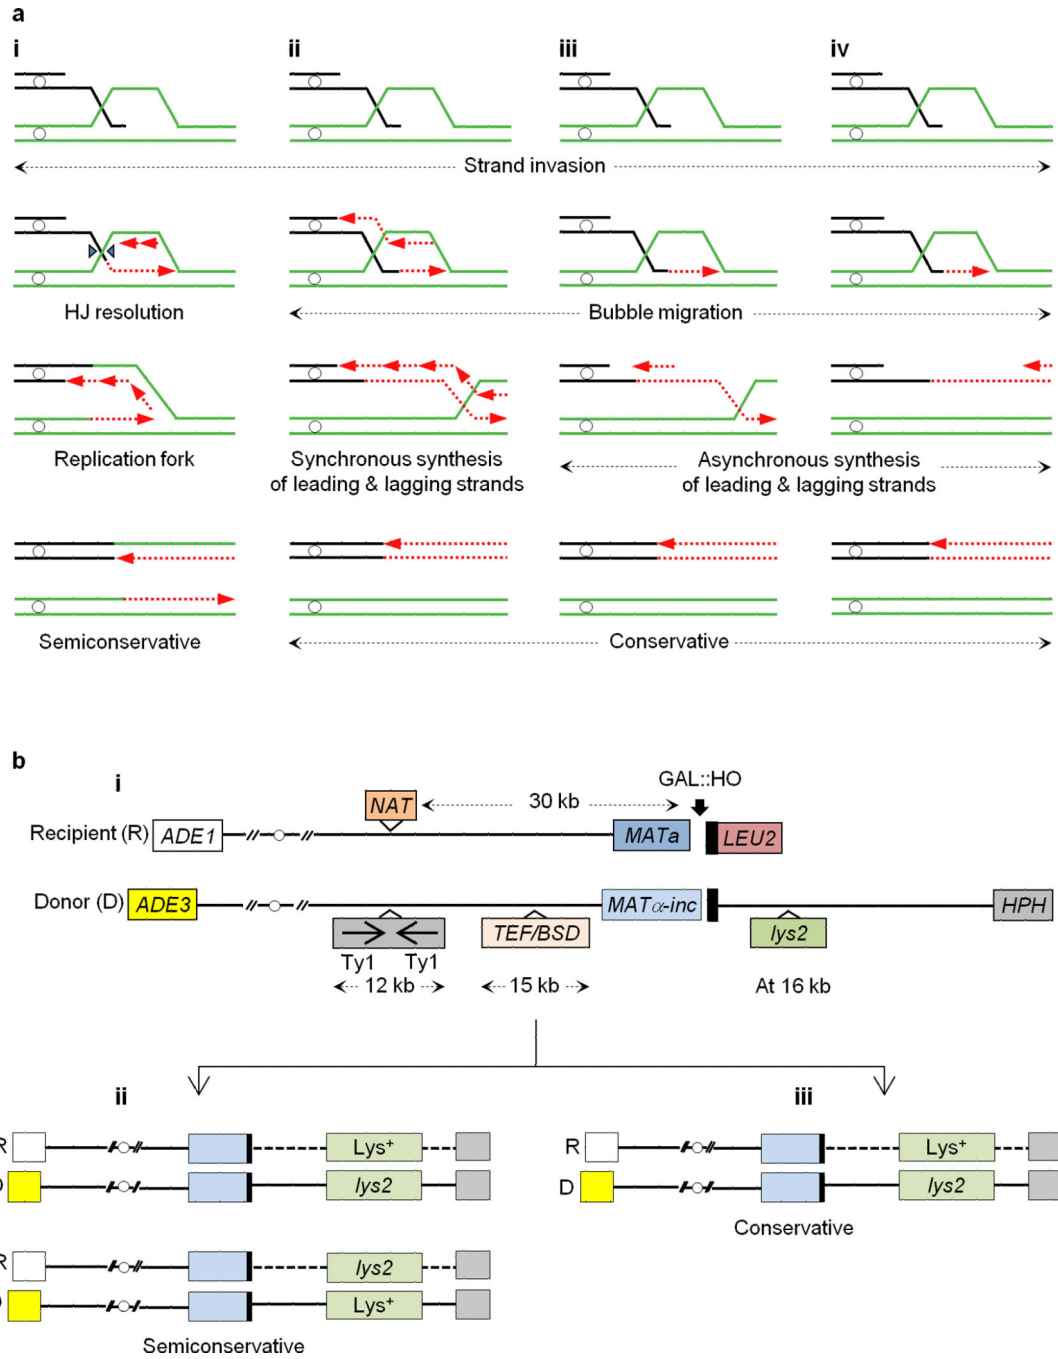 a
i ii iii iv
Strand invasion
HJ resolution
Bubble migration
Replication fork
Synchronous synthesis
of leading & lagging strands
Asynchronous synthesis
of leading & lagging strands
Semiconservative
Conservative
b
i
GAL::HO
NAT
30 kb
Recipient (R)
ADE1
MATa
LEU2
Donor (D)
ADE3
MATα-inc
HPH
TEF/BSD
lys2
Ty1 Ty1
12 kb
15 kb
At 16 kb
ii
iii
R
Lys+
R
Lys+
D
lys2
D
lys2
Conservative
R
lys2
Lys+
Semiconservative